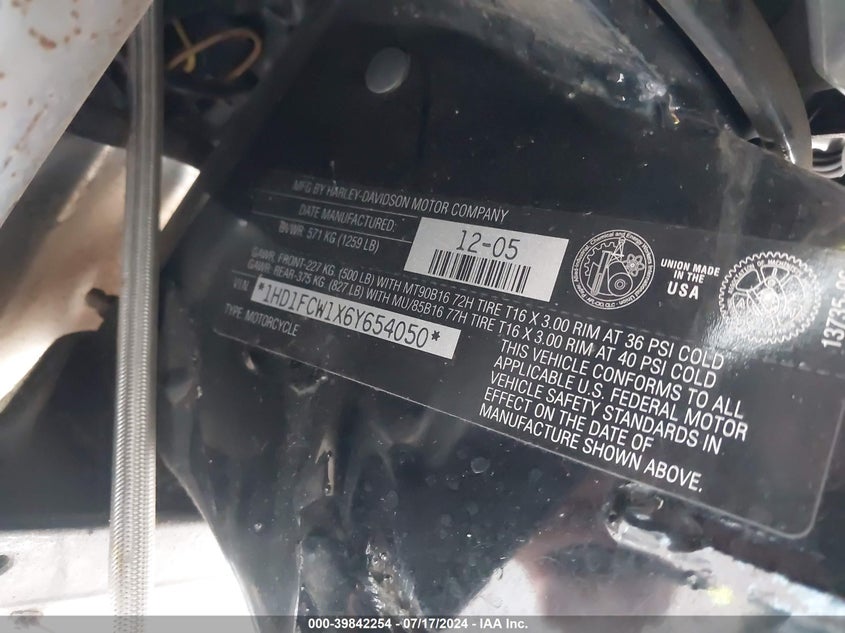 MFG BY HARLEY-DAVIDSON MOTOR COMPANY
DATE MANUFACTURED: 12-05
GVWR 571 KG (1259 LB)
GAWR: FRONT-227 KG (500 LB) WITH MT90B16 72H TIRE T16 X 3.00 RIM AT 36 PSI COLD
GAWR: REAR-375 KG (827 LB) WITH MU/85B16 77H TIRE T16 X 3.00 RIM AT 40 PSI COLD
VIN: *1HD1FCW1X6Y654050*
TYPE: MOTORCYCLE
THIS VEHICLE CONFORMS TO ALL
APPLICABLE U.S. FEDERAL MOTOR
VEHICLE SAFETY STANDARDS IN
EFFECT ON THE DATE OF
MANUFACTURE SHOWN ABOVE.
UNION MADE
IN THE
USA
000-39842254 - 07/17/2024 - IAA Inc.